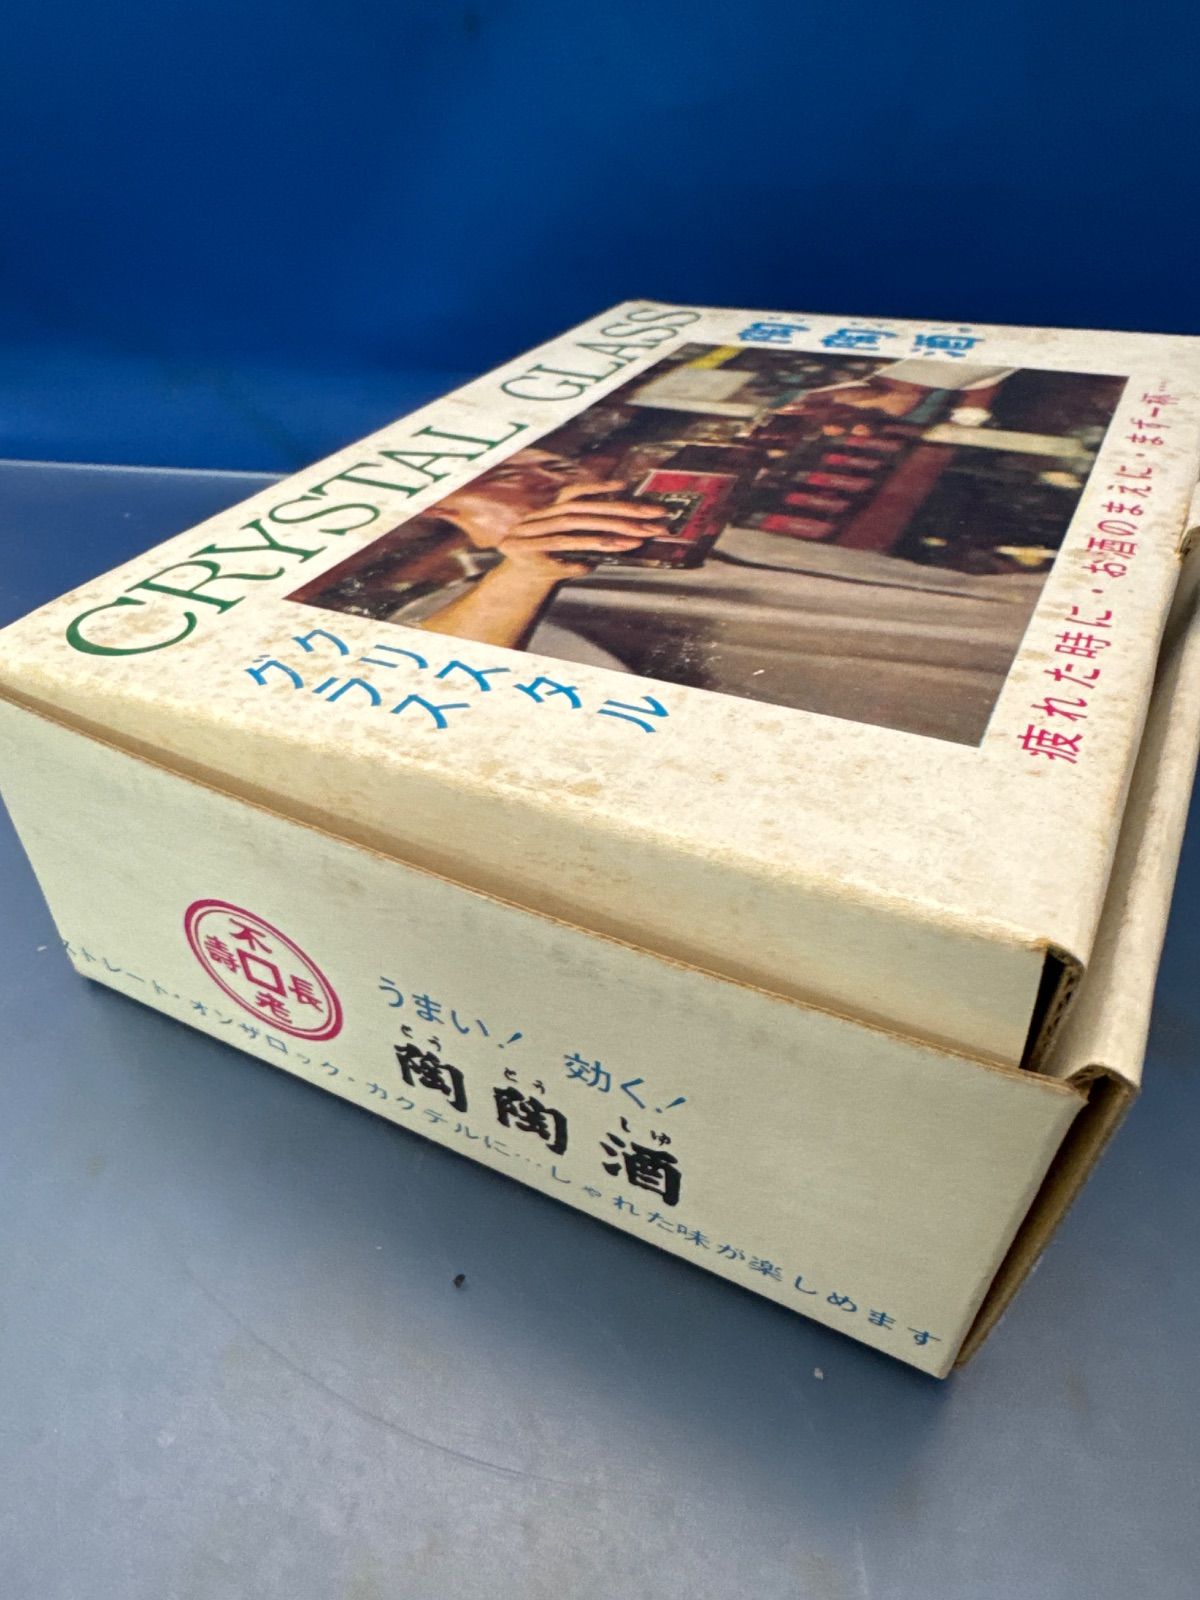 CRYSTAL GLASS
陶陶酒
クリスタル
グラス
疲れた時に・お酒のまえに・まず一杯……
不老長壽
うまい! 効く!
とう とう しゅ
陶陶酒
ストレート・オンザロック・カクテルに…しゃれた味が楽しめます